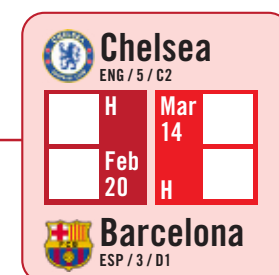 Chelsea
ENG / 5 / C2
H
Mar
14
Feb
20
H
Barcelona
ESP / 3 / D1